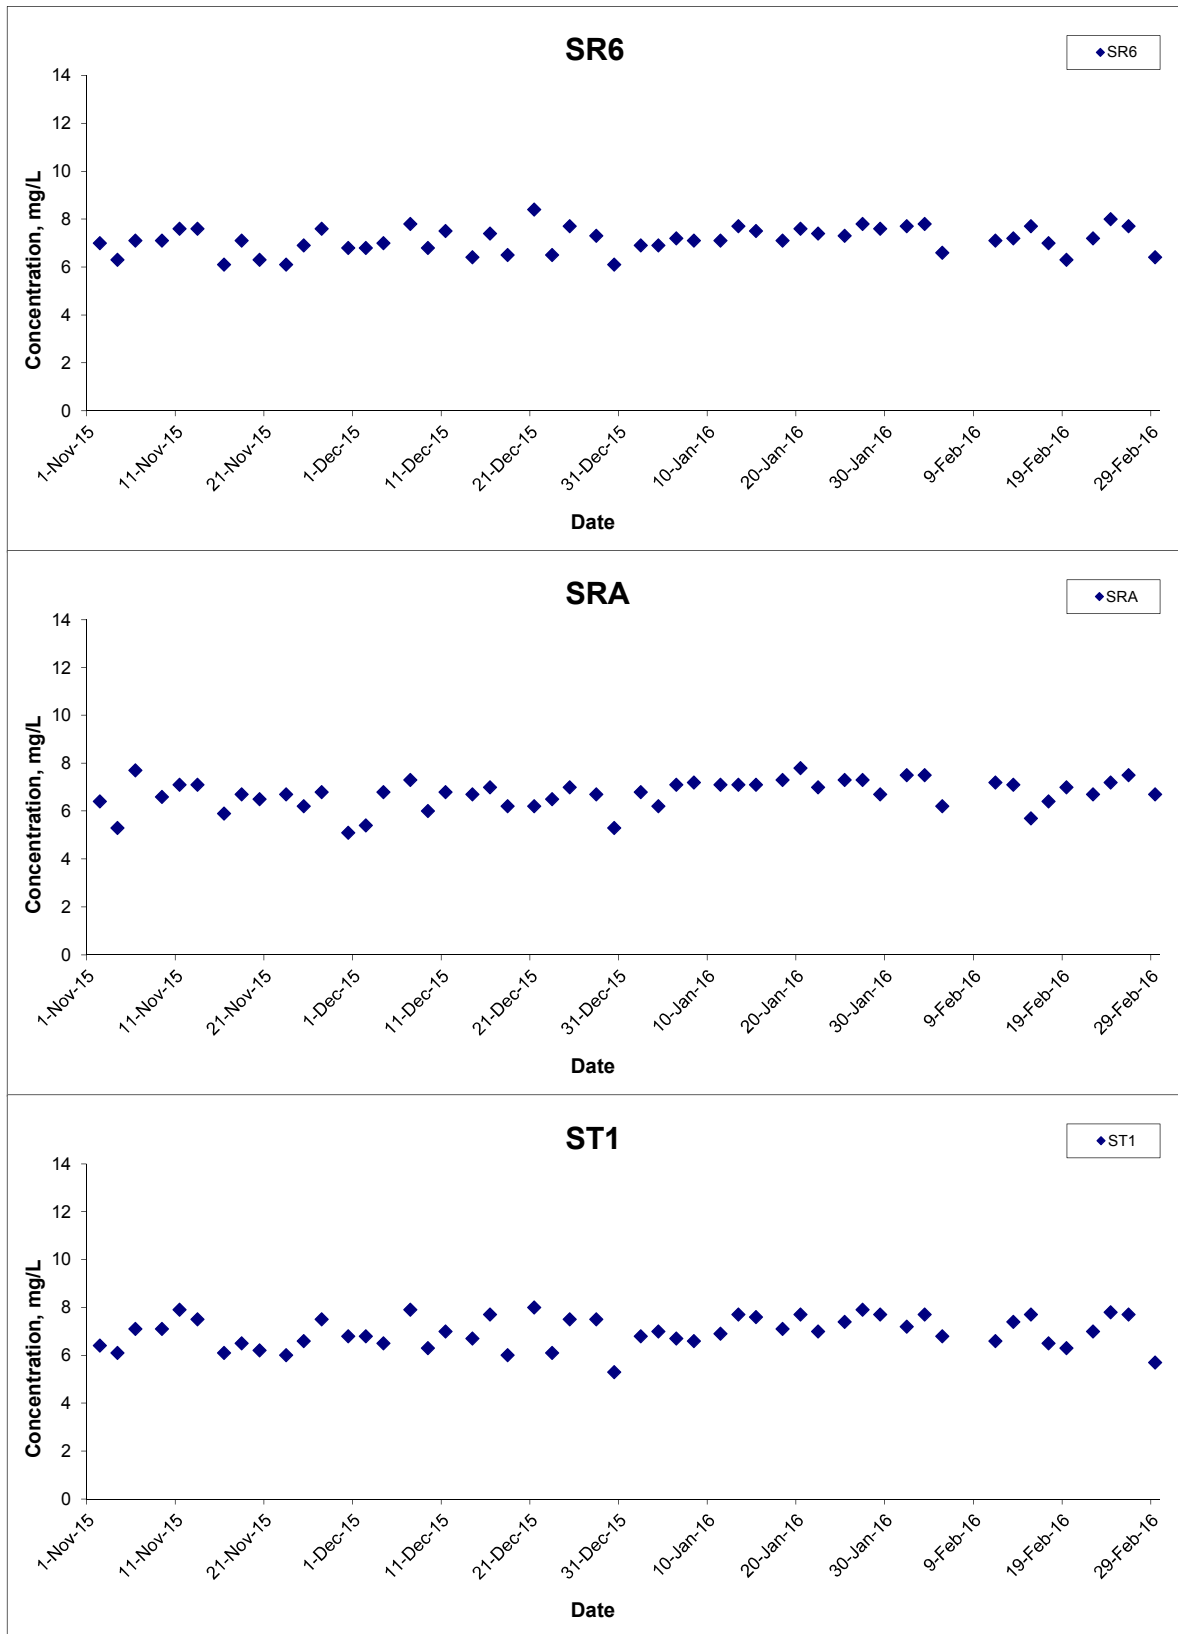 SR6
SR6
14
12
10
8
6
4
2
0
Concentration, mg/L
1-Nov-15
11-Nov-15
21-Nov-15
1-Dec-15
11-Dec-15
21-Dec-15
31-Dec-15
10-Jan-16
20-Jan-16
30-Jan-16
9-Feb-16
19-Feb-16
29-Feb-16
Date
SRA
SRA
14
12
10
8
6
4
2
0
Concentration, mg/L
1-Nov-15
11-Nov-15
21-Nov-15
1-Dec-15
11-Dec-15
21-Dec-15
31-Dec-15
10-Jan-16
20-Jan-16
30-Jan-16
9-Feb-16
19-Feb-16
29-Feb-16
Date
ST1
ST1
14
12
10
8
6
4
2
0
Concentration, mg/L
1-Nov-15
11-Nov-15
21-Nov-15
1-Dec-15
11-Dec-15
21-Dec-15
31-Dec-15
10-Jan-16
20-Jan-16
30-Jan-16
9-Feb-16
19-Feb-16
29-Feb-16
Date